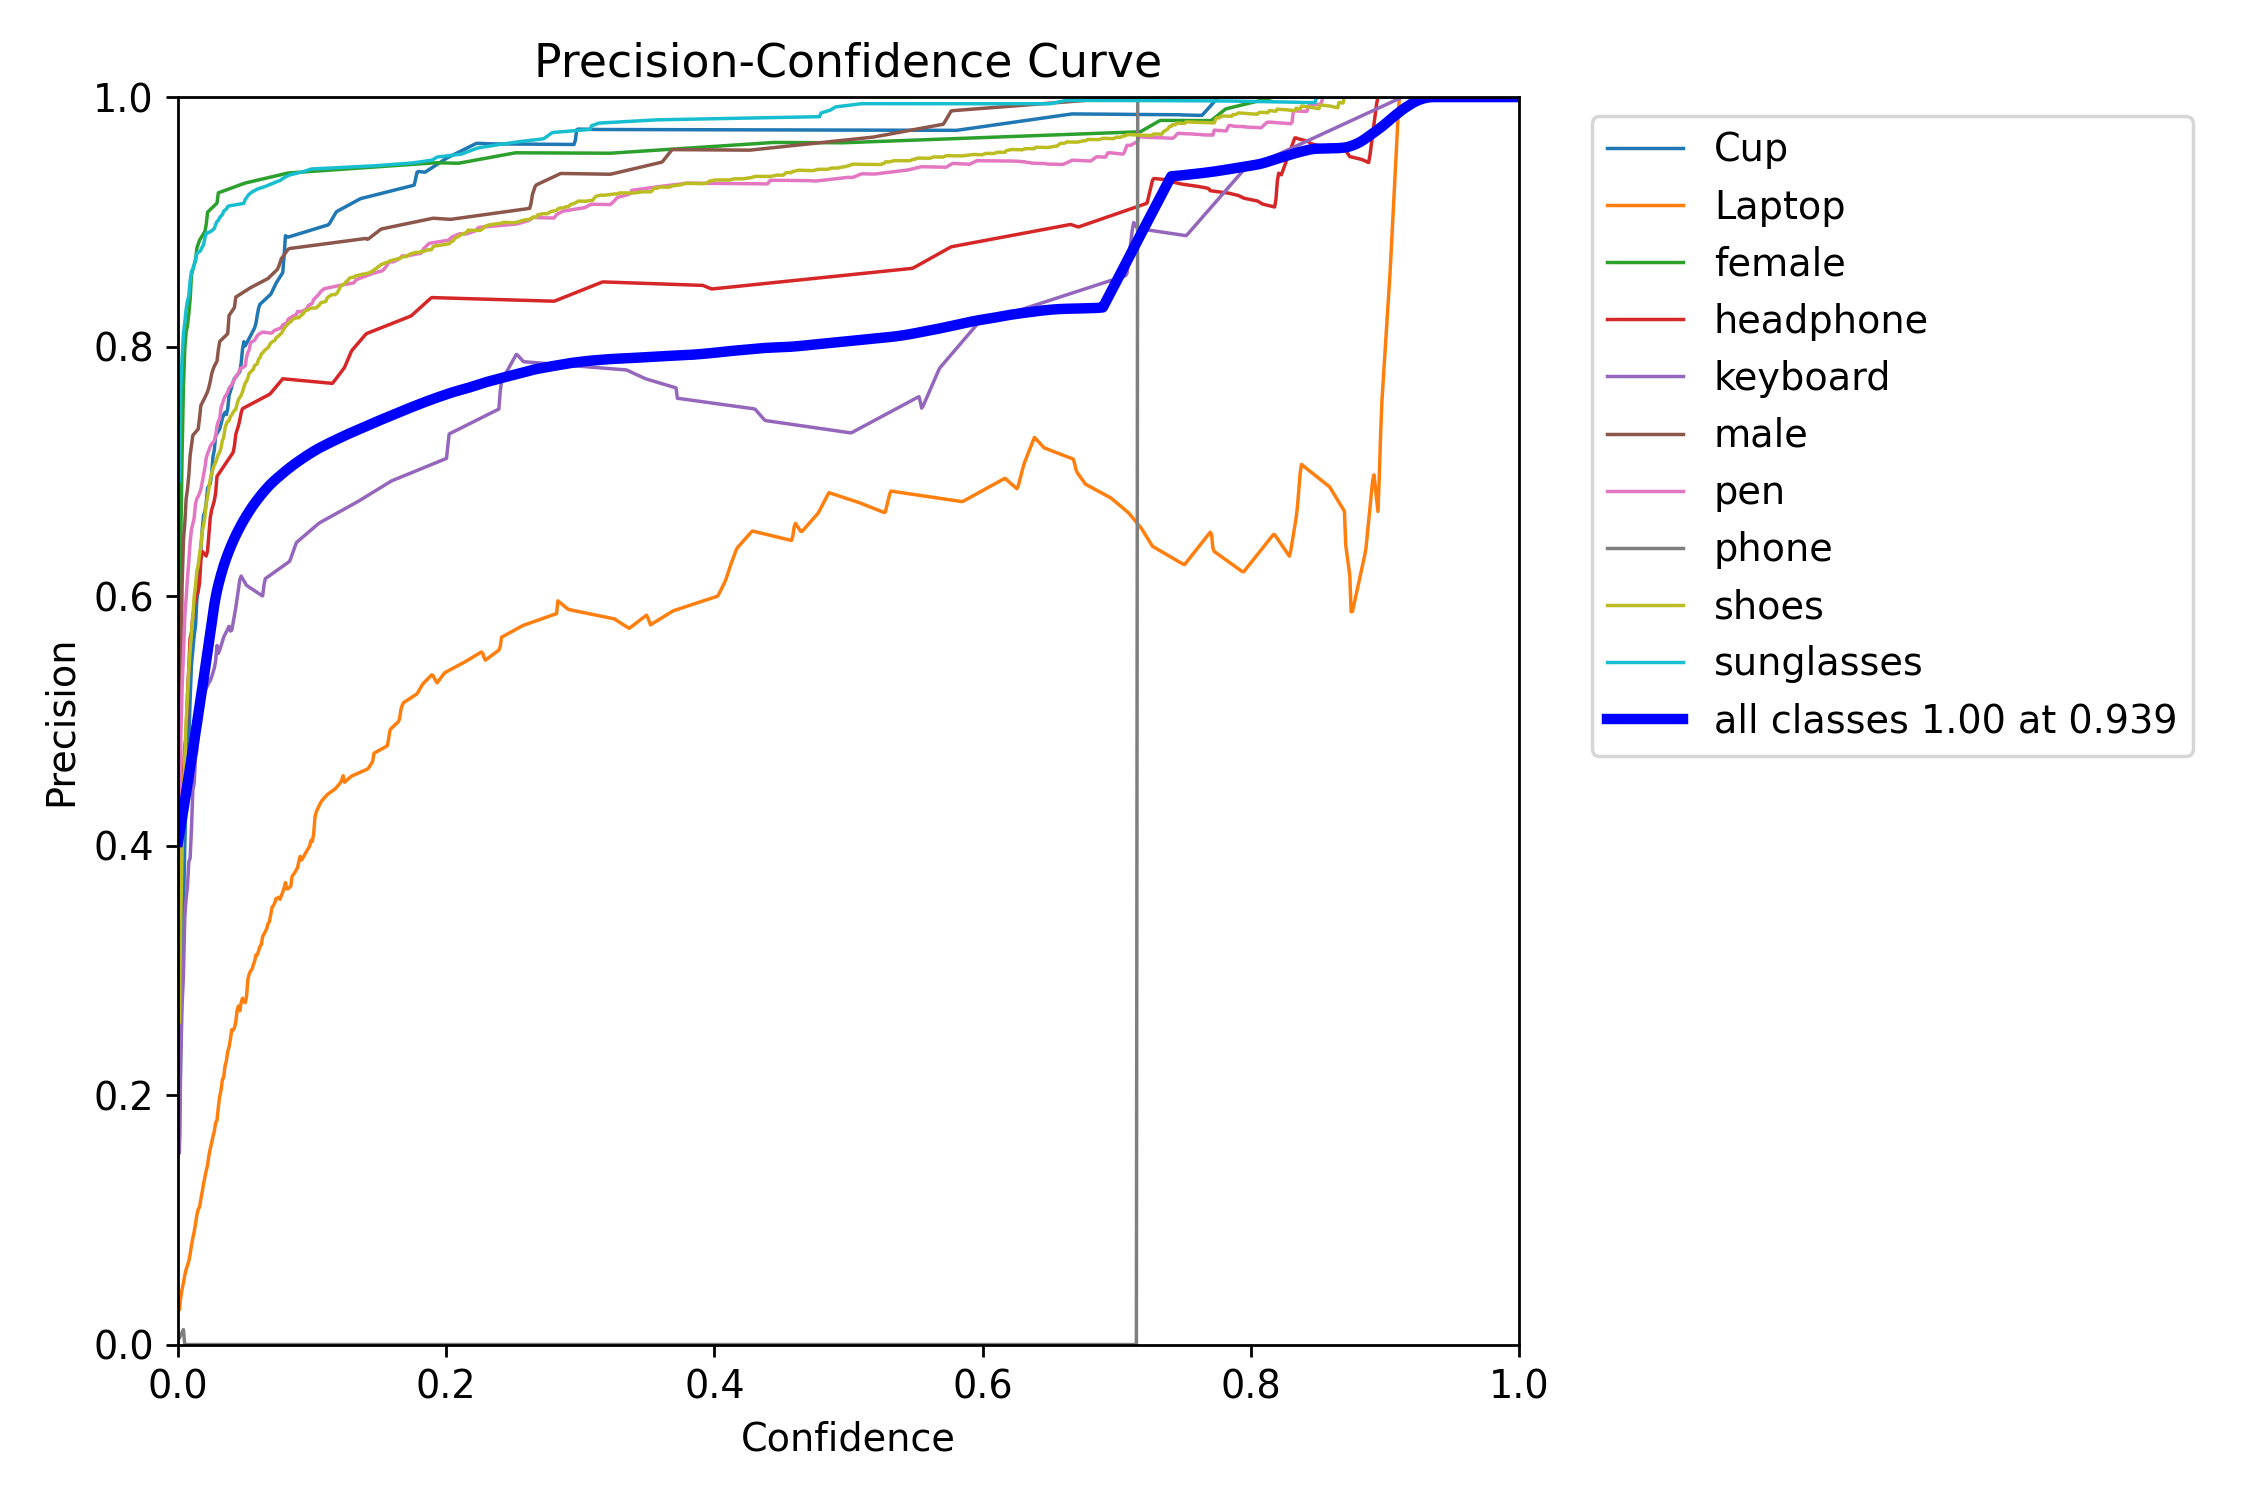 Precision-Confidence Curve
1.0
0.8
0.6
0.4
0.2
0.0
Precision
0.0 0.2 0.4 0.6 0.8 1.0
Confidence
Cup
Laptop
female
headphone
keyboard
male
pen
phone
shoes
sunglasses
all classes 1.00 at 0.939